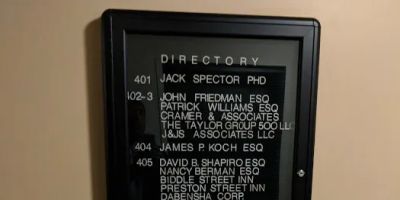 DIRECTORY
401 JACK SPECTOR PHD
402-3 JOHN FRIEDMAN ESQ
PATRICK WILLIAMS ESQ
CRAMER & ASSOCIATES
THE TAYLOR GROUP 500 LLC
J&JS ASSOCIATES LLC
404 JAMES P. KOCH ESQ
405 DAVID B. SHAPIRO ESQ
NANCY BERMAN ESQ
BIDDLE STREET INN
PRESTON STREET INN
DABENSHA CORP.